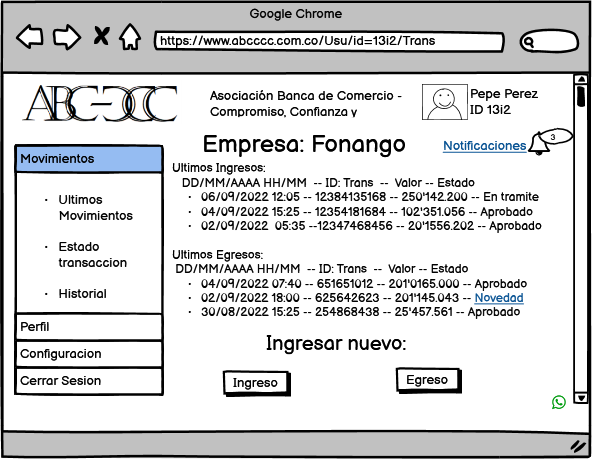 Google Chrome
https://www.abcccc.com.co/Usu/id=13i2/Trans
ABC-CCC
Asociación Banca de Comercio -
Compromiso, Confianza y
Pepe Perez
ID 13i2
Empresa: Fonango
Notificaciones
3
Movimientos
• Ultimos
Movimientos
• Estado
transaccion
• Historial
Perfil
Configuracion
Cerrar Sesion
Ultimos Ingresos:
DD/MM/AAAA HH/MM -- ID: Trans -- Valor -- Estado
• 06/09/2022 12:05 -- 12384135168 -- 250'142.200 -- En tramite
• 04/09/2022 15:25 -- 12354181684 -- 102'351.056 -- Aprobado
• 02/09/2022 05:35 --12347468456 -- 20'1556.202 -- Aprobado
Ultimos Egresos:
DD/MM/AAAA HH/MM -- ID: Trans -- Valor -- Estado
• 04/09/2022 07:40 -- 651651012 -- 201'0165.000 -- Aprobado
• 02/09/2022 18:00 -- 625642623 -- 201'145.043 -- Novedad
• 30/08/2022 15:25 -- 254868438 -- 25'457.561 -- Aprobado
Ingresar nuevo:
Ingreso
Egreso